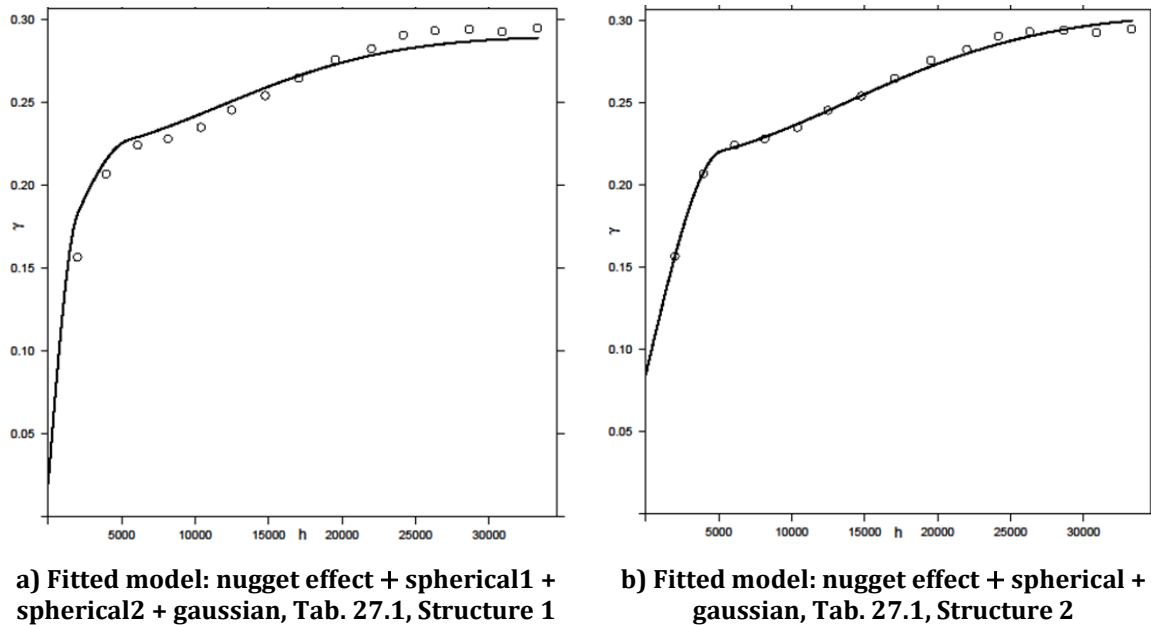 0.30
0.25
0.20
γ
0.15
0.10
0.05
5000 10000 15000 h 20000 25000 30000
a) Fitted model: nugget effect + spherical1 +
spherical2 + gaussian, Tab. 27.1, Structure 1
0.30
0.25
0.20
γ
0.15
0.10
0.05
5000 10000 15000 h 20000 25000 30000
b) Fitted model: nugget effect + spherical +
gaussian, Tab. 27.1, Structure 2